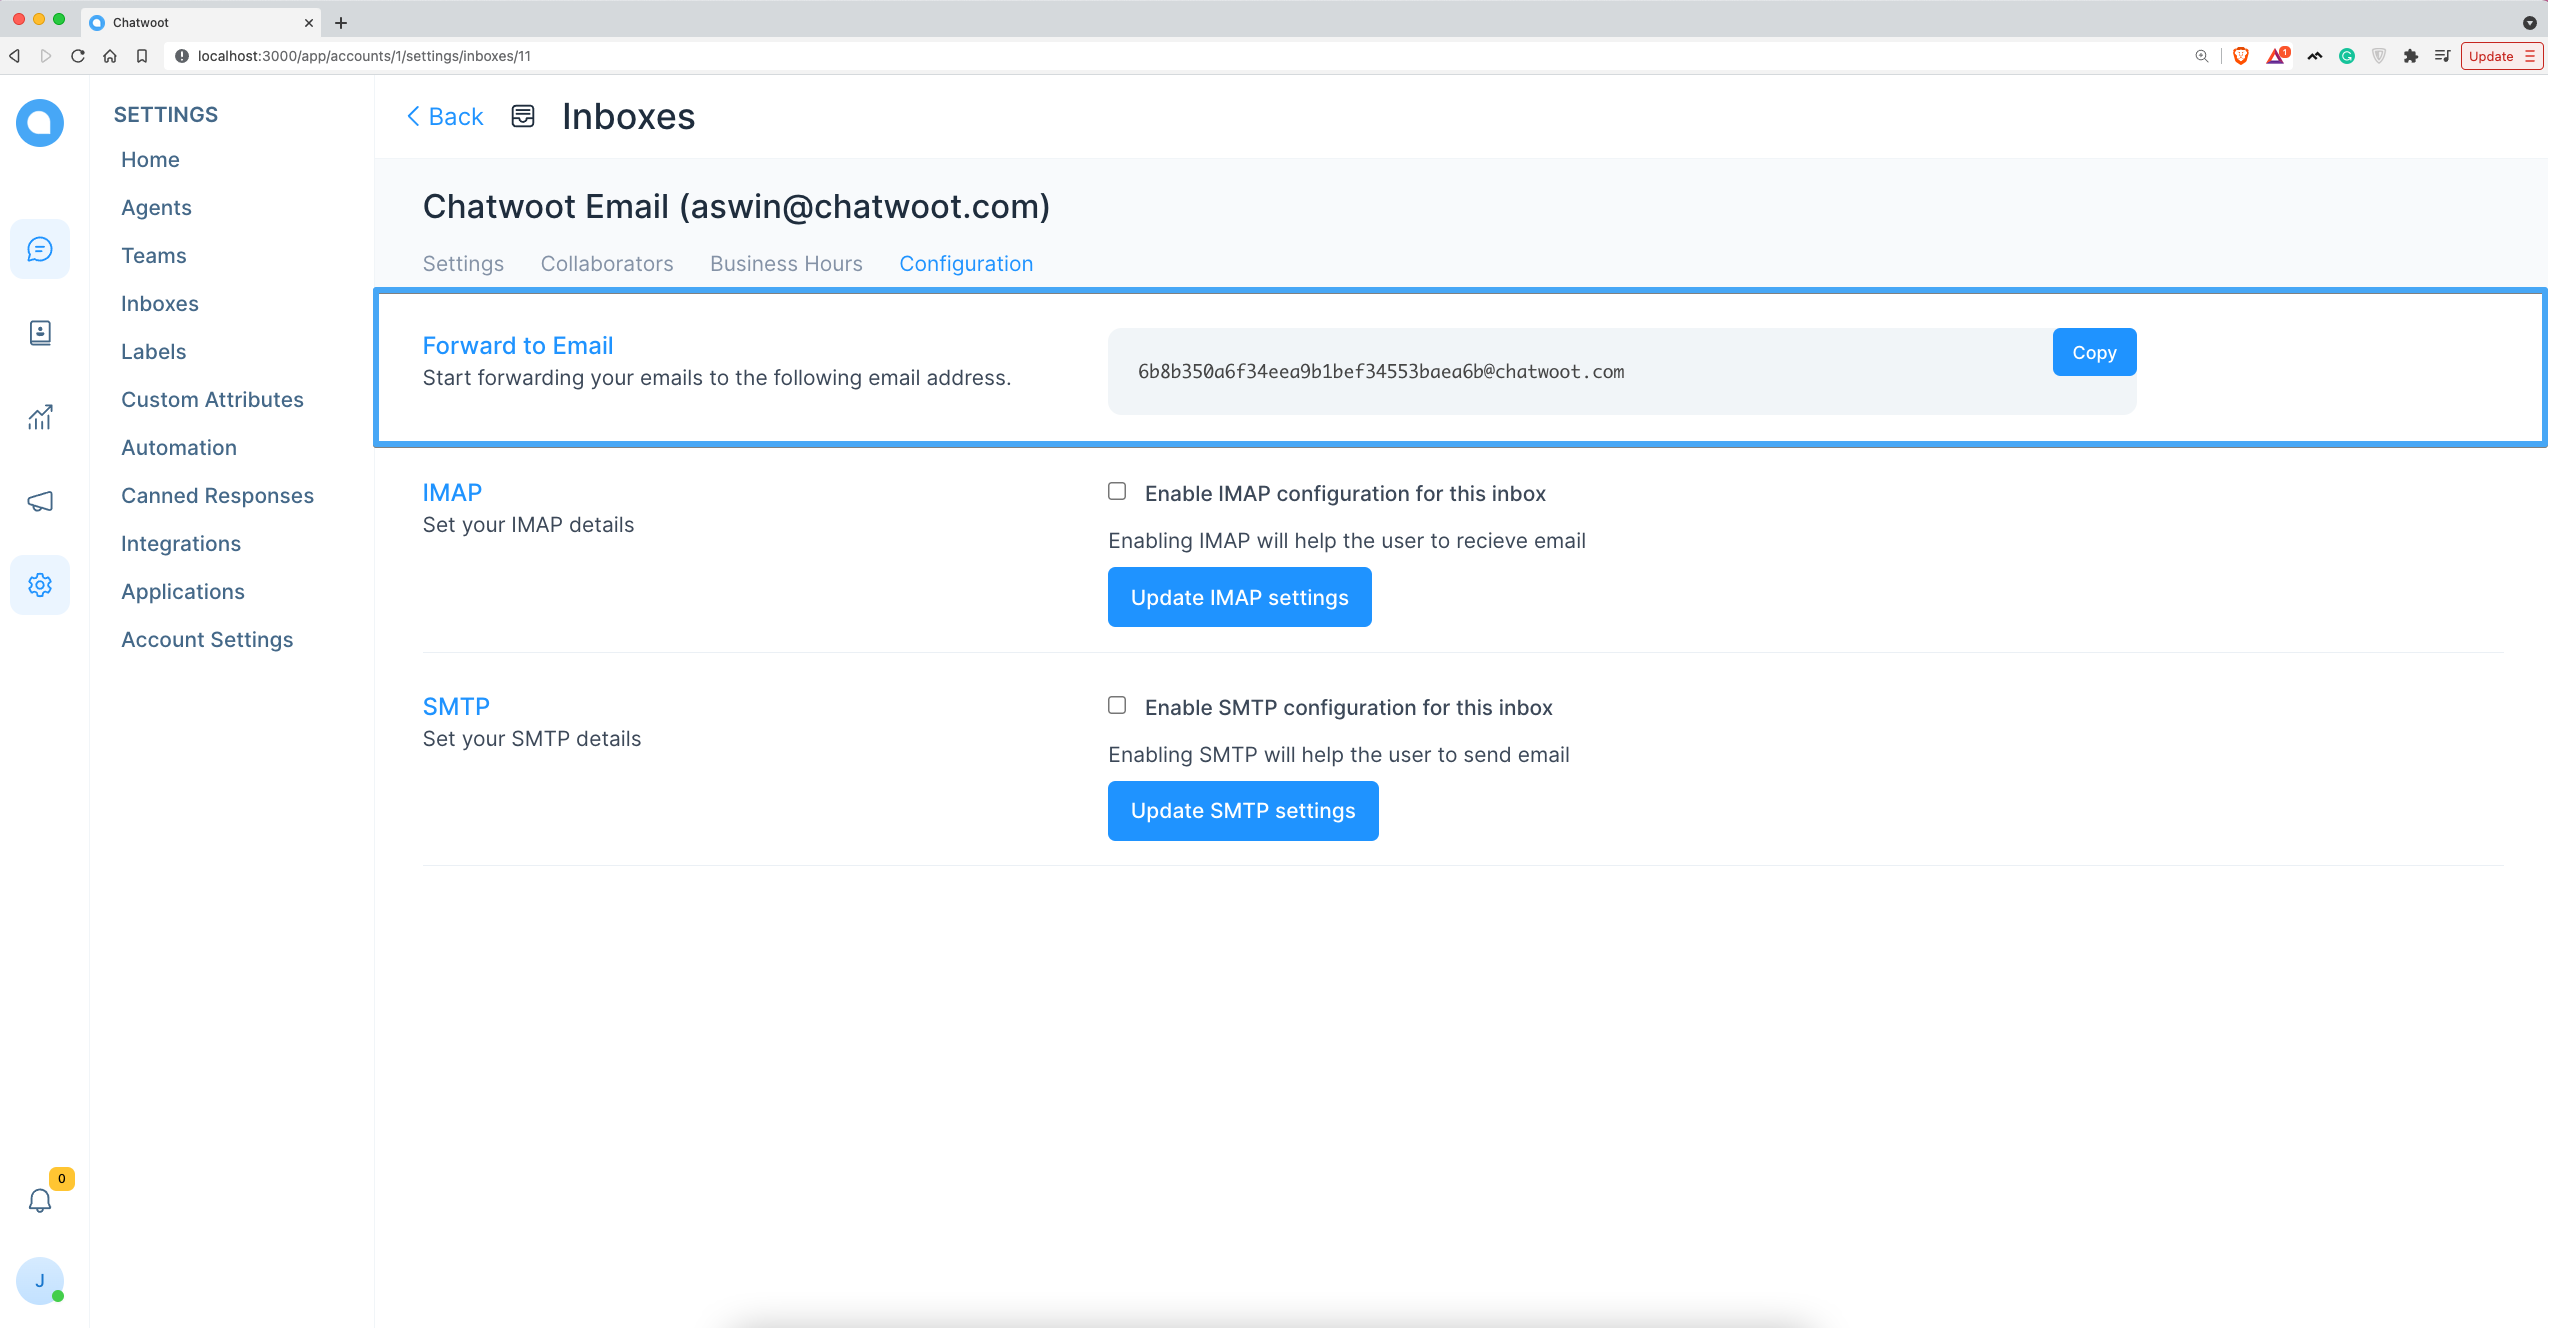 Chatwoot
localhost:3000/app/accounts/1/settings/inboxes/11
1
Update
SETTINGS
Home
Agents
Teams
Inboxes
Labels
Custom Attributes
Automation
Canned Responses
Integrations
Applications
Account Settings
0
J
Back
Inboxes
Chatwoot Email (aswin@chatwoot.com)
Settings Collaborators Business Hours Configuration
Forward to Email
Start forwarding your emails to the following email address.
6b8b350a6f34eea9b1bef34553baea6b@chatwoot.com
Copy
IMAP
Set your IMAP details
Enable IMAP configuration for this inbox
Enabling IMAP will help the user to recieve email
Update IMAP settings
SMTP
Set your SMTP details
Enable SMTP configuration for this inbox
Enabling SMTP will help the user to send email
Update SMTP settings